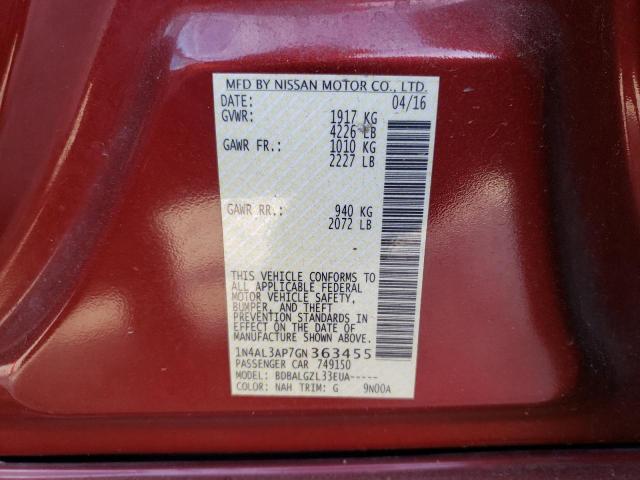 MFD BY NISSAN MOTOR CO., LTD.
DATE: 04/16
GVWR: 1917 KG
4226 LB
GAWR FR.: 1010 KG
2227 LB
GAWR RR.: 940 KG
2072 LB
THIS VEHICLE CONFORMS TO
ALL APPLICABLE FEDERAL
MOTOR VEHICLE SAFETY,
BUMPER, AND THEFT
PREVENTION STANDARDS IN
EFFECT ON THE DATE OF
MANUFACTURE SHOWN ABOVE.
1N4AL3AP7GN363455
PASSENGER CAR 749150
MODEL: BDBALGZL33EUA-----
COLOR: NAH TRIM: G 9N00A